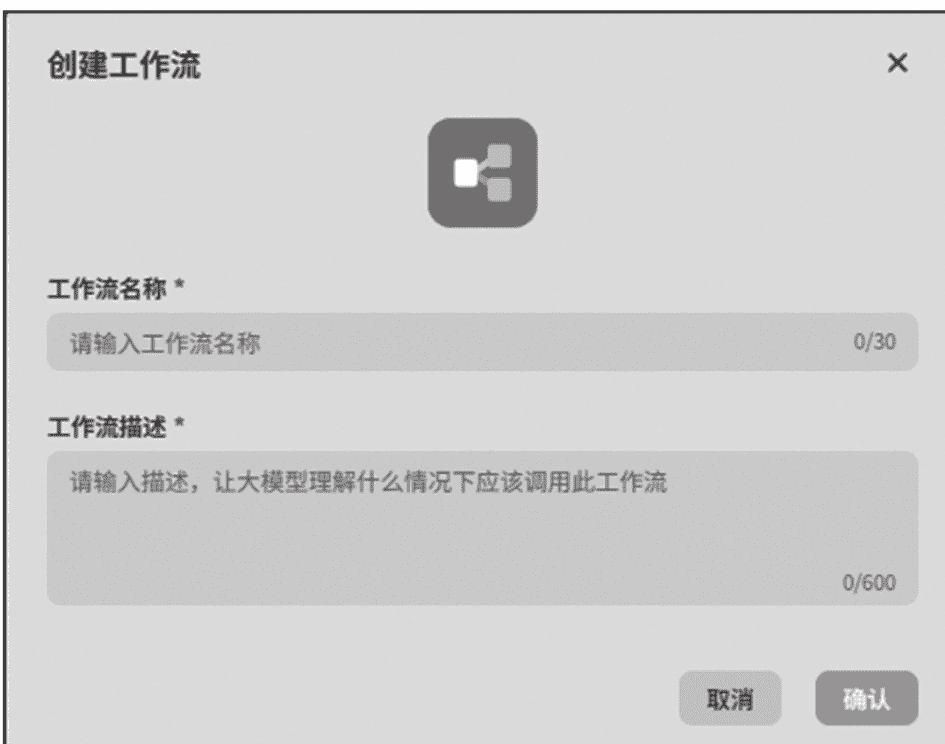 创建工作流
工作流名称 *
请输入工作流名称 0/30
工作流描述 *
请输入描述，让大模型理解什么情况下应该调用此工作流
0/600
取消 确认